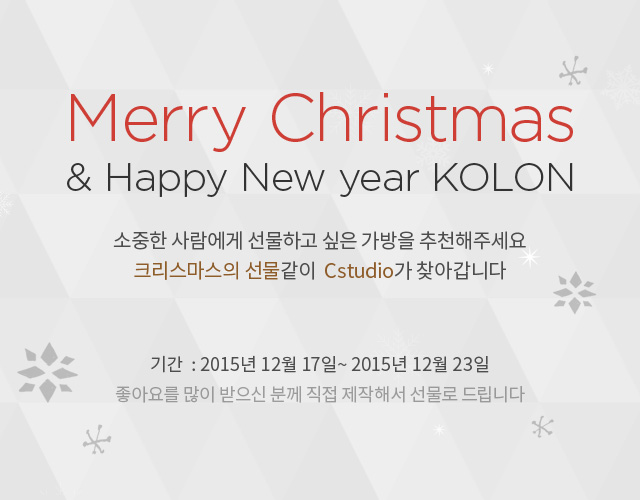 Merry Christmas
& Happy New year KOLON
소중한 사람에게 선물하고 싶은 가방을 추천해주세요
크리스마스의 선물같이 Cstudio가 찾아갑니다
기간 : 2015년 12월 17일~ 2015년 12월 23일
좋아요를 많이 받으신 분께 직접 제작해서 선물로 드립니다